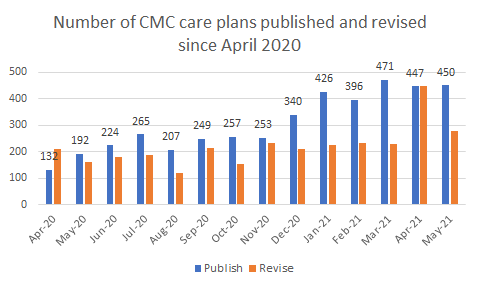 Number of CMC care plans published and revised
since April 2020
500
400
300
200
100
0
132
192
224
265
207
249
257
253
340
426
396
471
447
450
Apr-20
May-20
Jun-20
Jul-20
Aug-20
Sep-20
Oct-20
Nov-20
Dec-20
Jan-21
Feb-21
Mar-21
Apr-21
May-21
Publish Revise